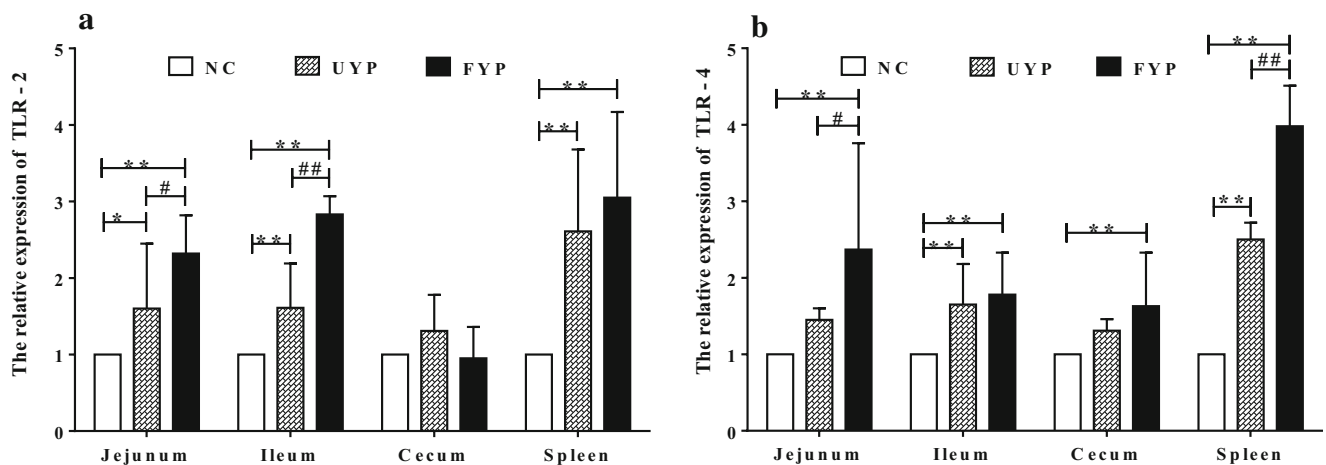 a
The relative expression of TLR - 2
5
4
3
2
1
0
NC
UYP
FYP
**
#
*
**
##
**
**
**
Jejunum
Ileum
Cecum
Spleen
b
The relative expression of TLR - 4
5
4
3
2
1
0
NC
UYP
FYP
**
#
**
**
**
**
##
**
Jejunum
Ileum
Cecum
Spleen